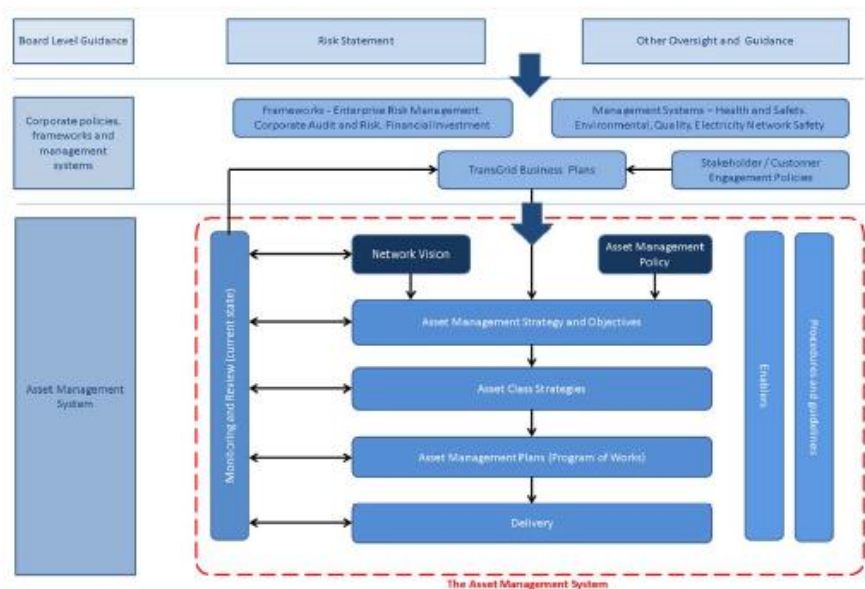 Board Level Guidance
Risk Statement
Other Oversight and Guidance
Corporate policies,
frameworks and
management
systems
Frameworks - Enterprise Risk Management,
Corporate Audit and Risk, Financial Investment
Management Systems – Health and Safety,
Environmental, Quality, Electricity Network Safety
TransGrid Business Plans
Stakeholder / Customer
Engagement Policies
Asset Management
System
Monitoring and Review (current state)
Network Vision
Asset Management
Policy
Asset Management Strategy and Objectives
Asset Class Strategies
Asset Management Plans (Program of Works)
Delivery
Enablers
Procedures and guidelines
The Asset Management System